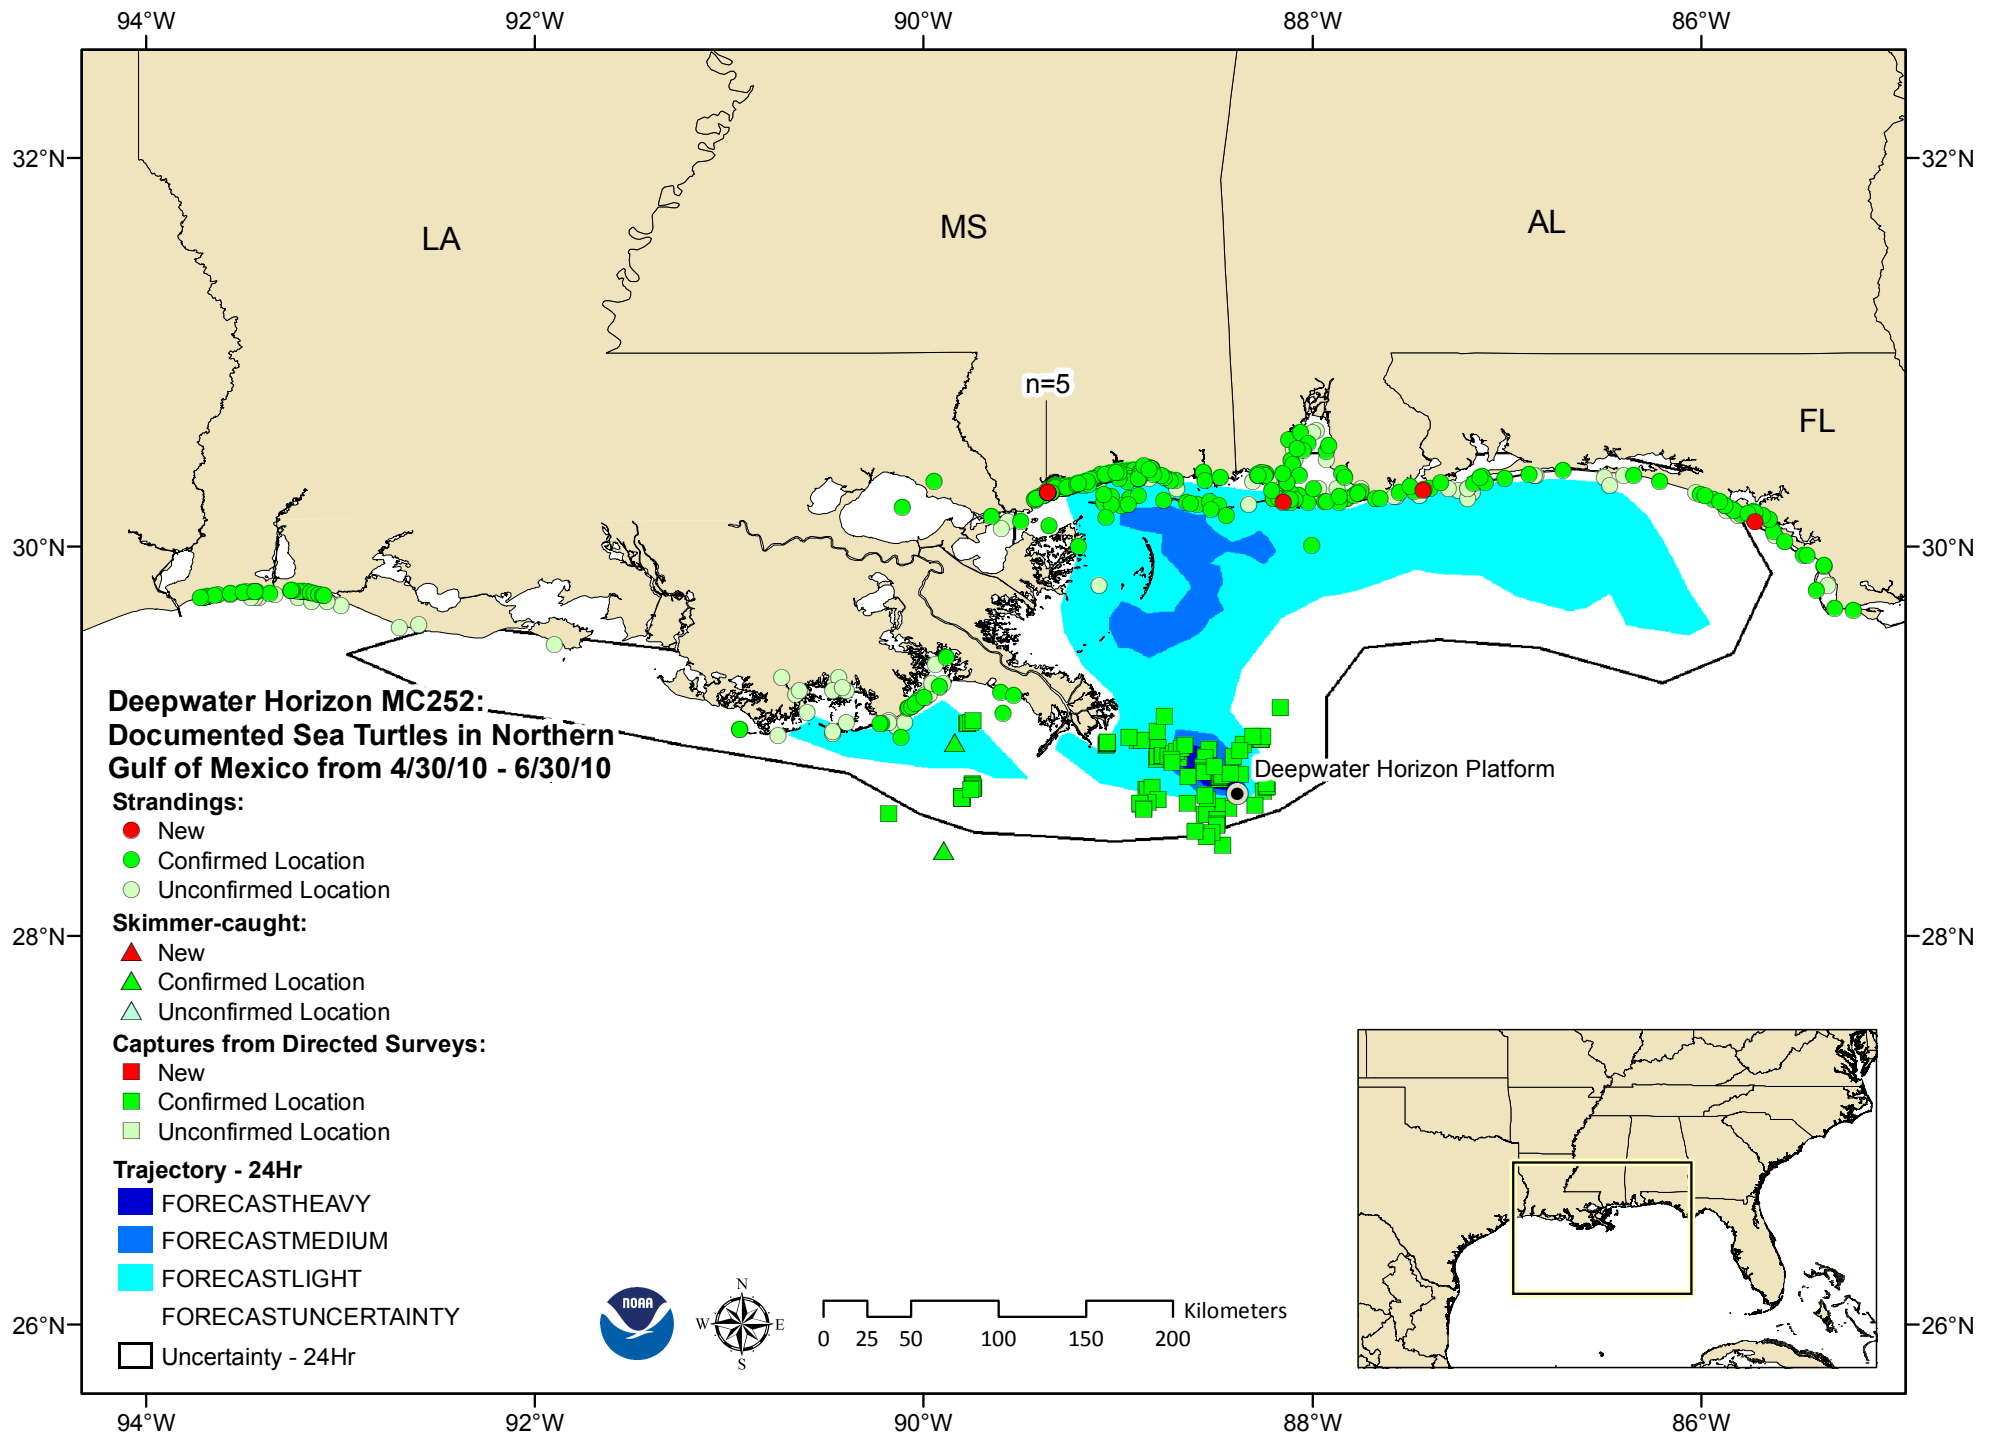 94°W 92°W 90°W 88°W 86°W
32°N 32°N
LA MS AL
n=5
FL
30°N 30°N
Deepwater Horizon MC252:
Documented Sea Turtles in Northern
Gulf of Mexico from 4/30/10 - 6/30/10
Deepwater Horizon Platform
Strandings:
New
Confirmed Location
Unconfirmed Location
Skimmer-caught:
New
28°N 28°N
Confirmed Location
Unconfirmed Location
Captures from Directed Surveys:
New
Confirmed Location
Unconfirmed Location
Trajectory - 24Hr
FORECASTHEAVY
FORECASTMEDIUM
FORECASTLIGHT
FORECASTUNCERTAINTY
Uncertainty - 24Hr
NOAA
N
W E
S
Kilometers
0 25 50 100 150 200
26°N 26°N
94°W 92°W 90°W 88°W 86°W